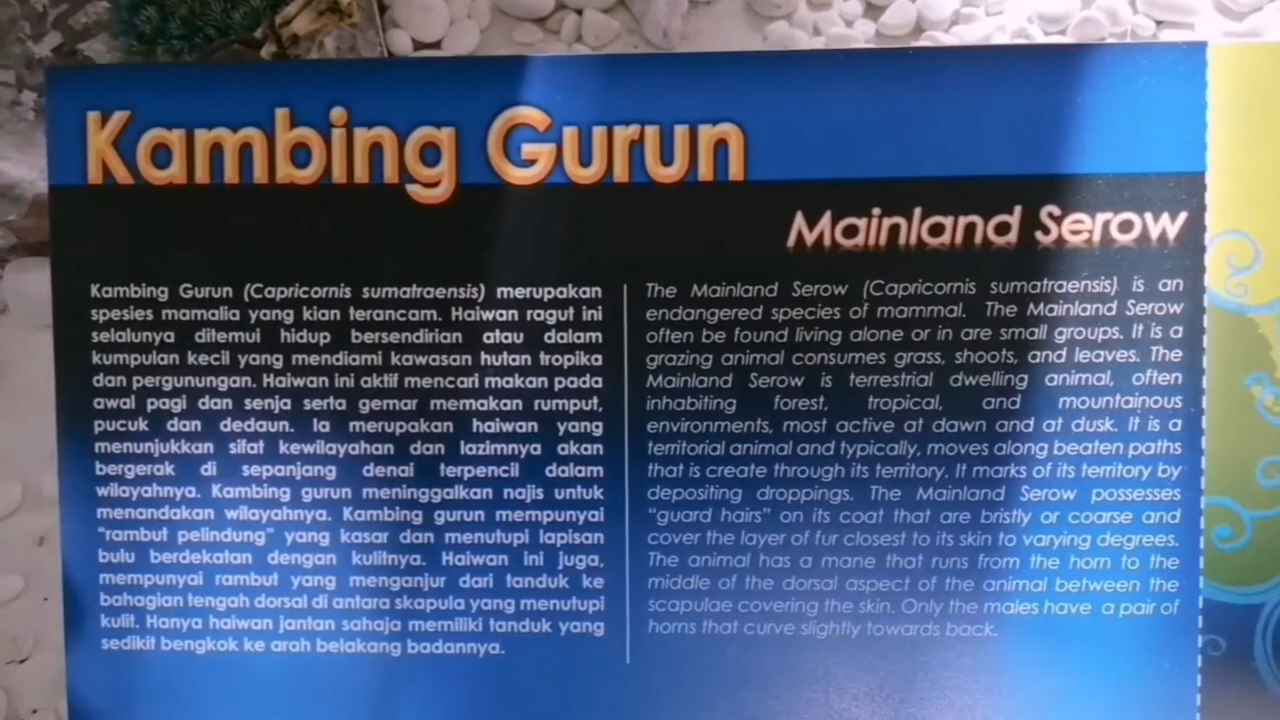 Kambing Gurun
Mainland Serow
Kambing Gurun (Capricornis sumatraensis) merupakan
spesies mamalia yang kian terancam. Haiwan ragut ini
selalunya ditemui hidup bersendirian atau dalam
kumpulan kecil yang mendiami kawasan hutan tropika
dan pergunungan. Haiwan ini aktif mencari makan pada
awal pagi dan senja serta gemar memakan rumput,
pucuk dan dedaun. Ia merupakan haiwan yang
menunjukkan sifat kewilayahan dan lazimnya akan
bergerak di sepanjang denai terpencil dalam
wilayahnya. Kambing gurun meninggalkan najis untuk
menandakan wilayahnya. Kambing gurun mempunyai
"rambut pelindung" yang kasar dan menutupi lapisan
bulu berdekatan dengan kulitnya. Haiwan ini juga,
mempunyai rambut yang menganjur dari tanduk ke
bahagian tengah dorsal di antara skapula yang menutupi
kulit. Hanya haiwan jantan sahaja memiliki tanduk yang
sedikit bengkok ke arah belakang badannya.
The Mainland Serow (Capricornis sumatraensis) is an
endangered species of mammal. The Mainland Serow
often be found living alone or in are small groups. It is a
grazing animal consumes grass, shoots, and leaves. The
Mainland Serow is terrestrial dwelling animal, often
inhabiting forest, tropical, and mountainous
environments, most active at dawn and at dusk. It is a
territorial animal and typically, moves along beaten paths
that is create through its territory. It marks of its territory by
depositing droppings. The Mainland Serow possesses
"guard hairs" on its coat that are bristly or coarse and
cover the layer of fur closest to its skin to varying degrees.
The animal has a mane that runs from the horn to the
middle of the dorsal aspect of the animal between the
scapulae covering the skin. Only the males have a pair of
horns that curve slightly towards back.